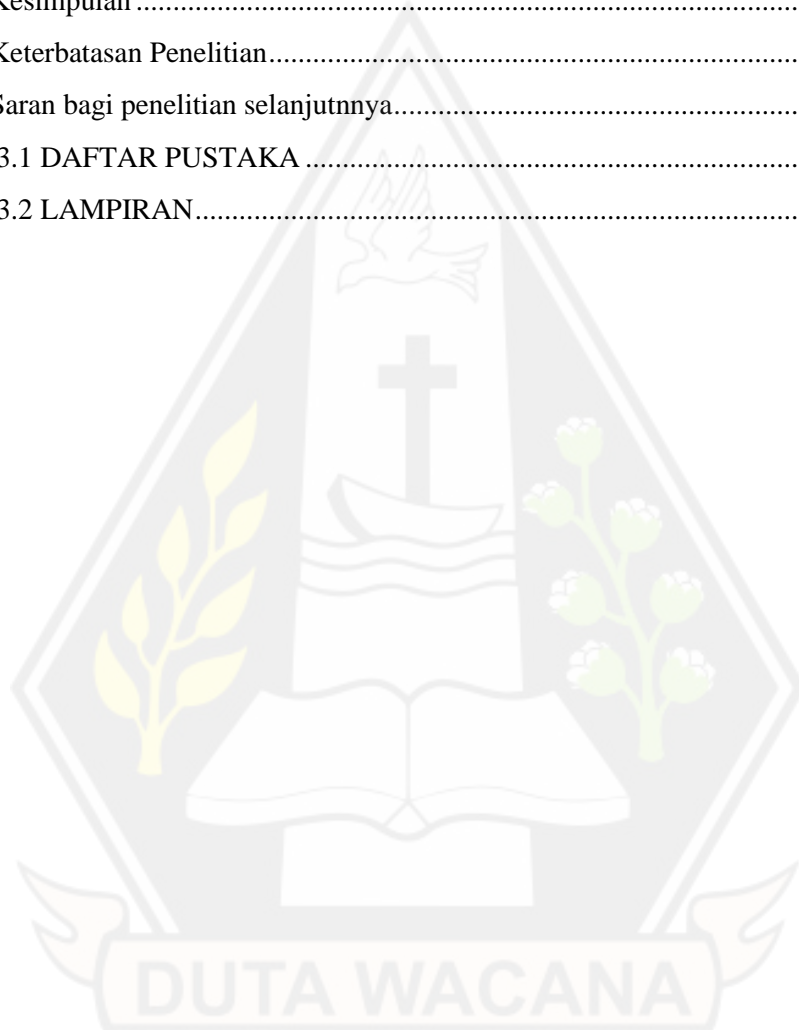 Kesimpulan ........................................................................................
Keterbatasan Penelitian........................................................................
Saran bagi penelitian selanjutnnya......................................................
3.1 DAFTAR PUSTAKA ...................................................................
3.2 LAMPIRAN..................................................................................
DUTA WACANA